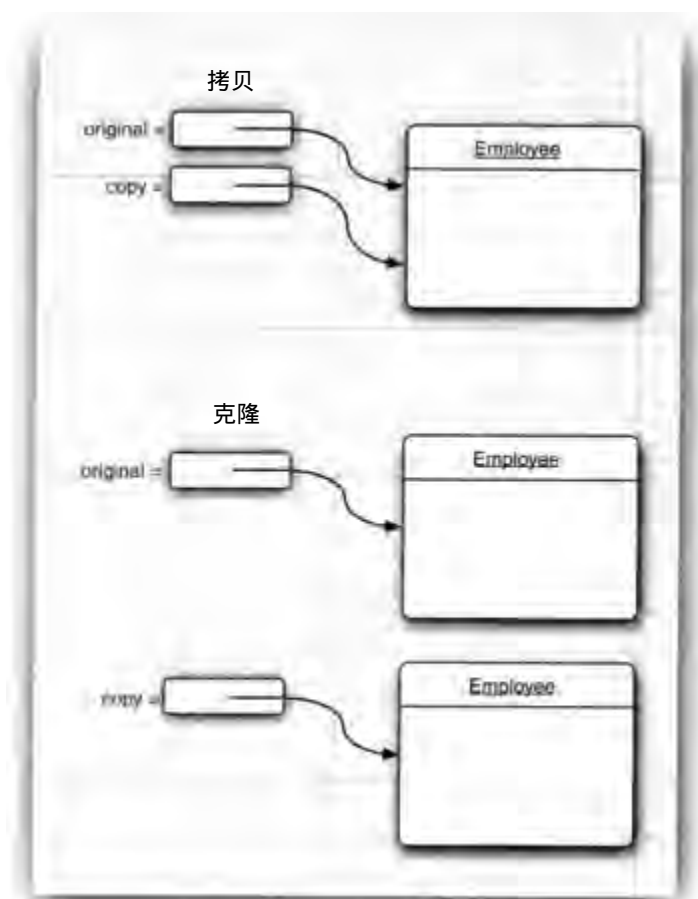 拷贝
original =
Employee
copy =
克隆
original =
Employee
copy =
Employee